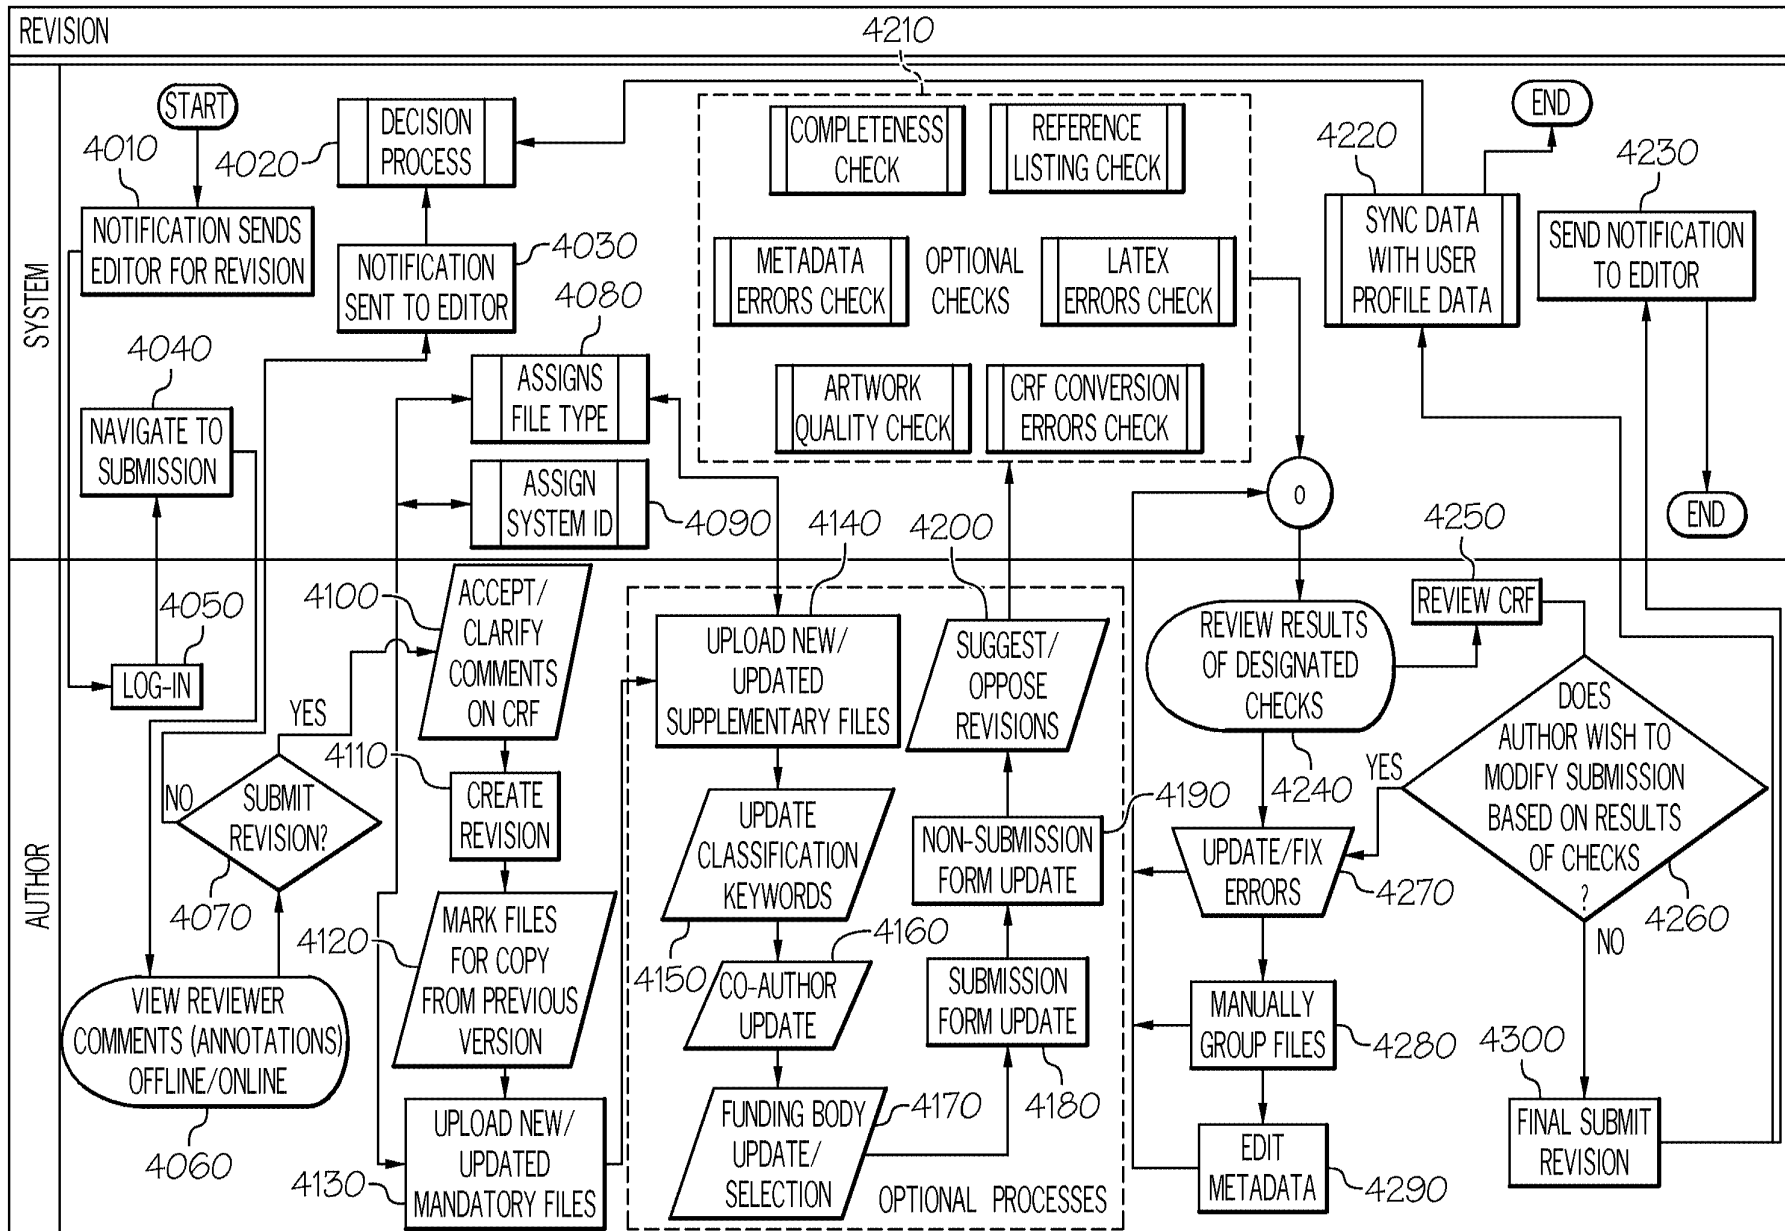 REVISION
4210
SYSTEM
START
4010
NOTIFICATION SENDS
EDITOR FOR REVISION
4020
DECISION
PROCESS
4030
NOTIFICATION
SENT TO EDITOR
4040
NAVIGATE TO
SUBMISSION
4080
ASSIGNS
FILE TYPE
ASSIGN
SYSTEM ID
4090
COMPLETENESS
CHECK
REFERENCE
LISTING CHECK
METADATA
ERRORS CHECK
OPTIONAL
CHECKS
LATEX
ERRORS CHECK
ARTWORK
QUALITY CHECK
CRF CONVERSION
ERRORS CHECK
END
4220
SYNC DATA
WITH USER
PROFILE DATA
4230
SEND NOTIFICATION
TO EDITOR
O
END
AUTHOR
4050
LOG-IN
YES
NO
SUBMIT
REVISION?
4070
VIEW REVIEWER
COMMENTS (ANNOTATIONS)
OFFLINE/ONLINE
4060
4100
ACCEPT/
CLARIFY
COMMENTS
ON CRF
4110
CREATE
REVISION
4120
MARK FILES
FOR COPY
FROM PREVIOUS
VERSION
4130
UPLOAD NEW/
UPDATED
MANDATORY FILES
4140
UPLOAD NEW/
UPDATED
SUPPLEMENTARY FILES
UPDATE
CLASSIFICATION
KEYWORDS
4150
4160
CO-AUTHOR
UPDATE
FUNDING BODY
UPDATE/
SELECTION
4170
4200
SUGGEST/
OPPOSE
REVISIONS
4190
NON-SUBMISSION
FORM UPDATE
SUBMISSION
FORM UPDATE
4180
OPTIONAL PROCESSES
REVIEW RESULTS
OF DESIGNATED
CHECKS
4240
4250
REVIEW CRF
DOES
AUTHOR WISH TO
MODIFY SUBMISSION
BASED ON RESULTS
OF CHECKS
?
YES
4260
NO
UPDATE/FIX
ERRORS
4270
MANUALLY
GROUP FILES
4280
EDIT
METADATA
4290
4300
FINAL SUBMIT
REVISION